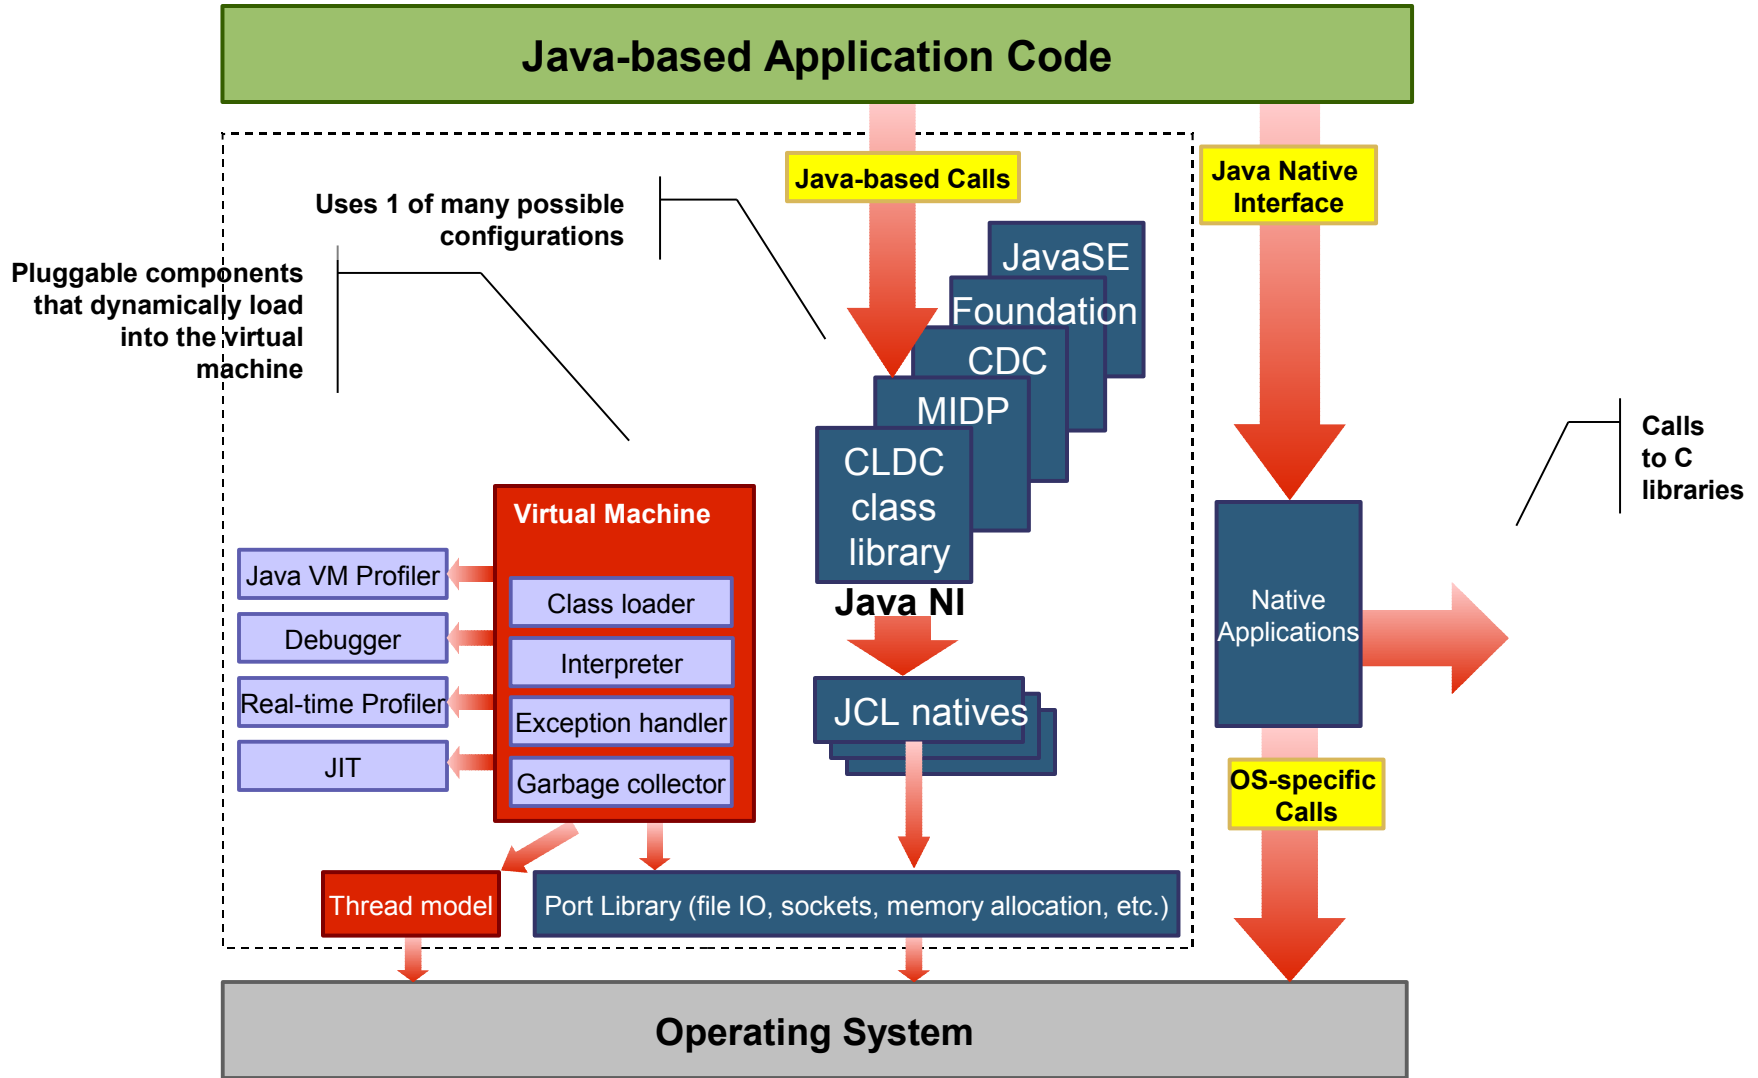 Java-based Application Code
Java-based Calls
Java Native
Interface
Uses 1 of many possible
configurations
Pluggable components
that dynamically load
into the virtual
machine
JavaSE
Foundation
CDC
MIDP
CLDC
class
library
Java NI
Calls
to C
libraries
Virtual Machine
Class loader
Interpreter
Exception handler
Garbage collector
Java VM Profiler
Debugger
Real-time Profiler
JIT
JCL natives
Native
Applications
OS-specific
Calls
Thread model
Port Library (file IO, sockets, memory allocation, etc.)
Operating System